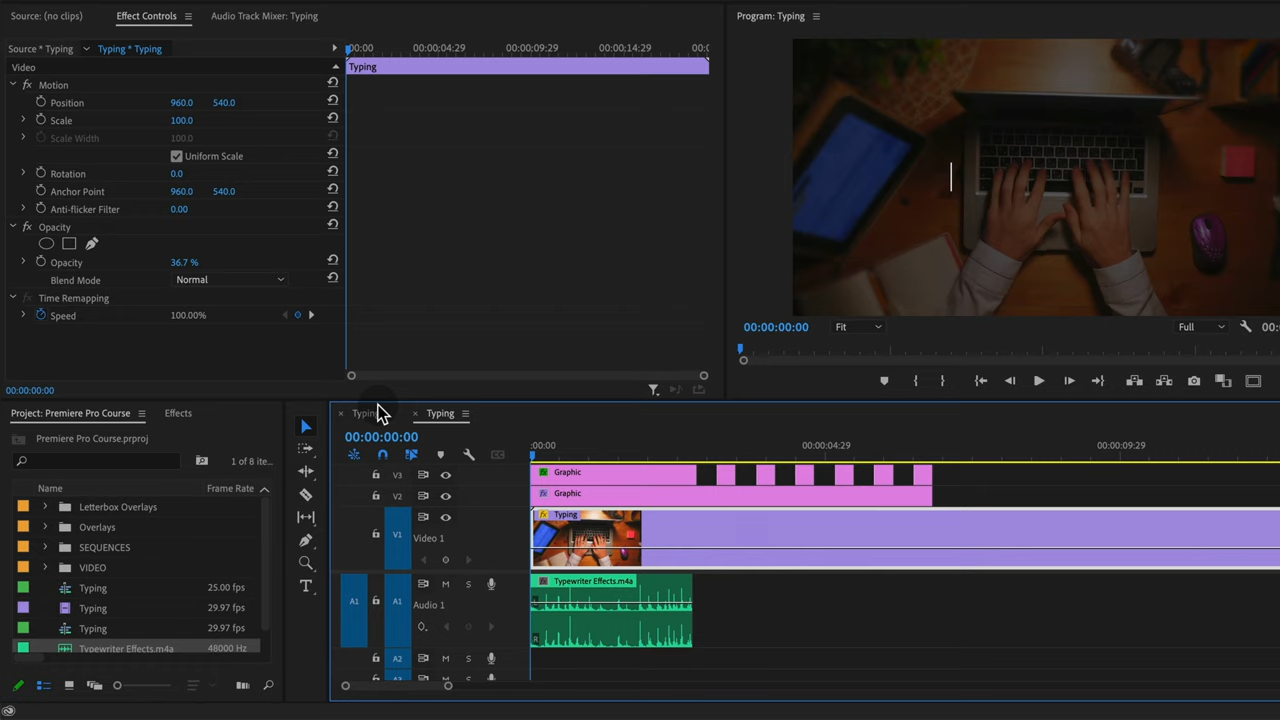 Source: (no clips) Effect Controls Audio Track Mixer: Typing
Source * Typing Typing * Typing
:00:00 00:00:04:29 00:00:09:29 00:00:14:29 00:0
Video
Typing
Motion
Position 960.0 540.0
Scale 100.0
Scale Width 100.0
Uniform Scale
Rotation 0.0
Anchor Point 960.0 540.0
Anti-flicker Filter 0.00
Opacity
Opacity 36.7 %
Blend Mode Normal
Time Remapping
Speed 100.00%
00:00:00:00
Program: Typing
00:00:00:00 Fit Full 00:
Project: Premiere Pro Course Effects
Premiere Pro Course.prproj
1 of 8 ite...
Name Frame Rate
Letterbox Overlays
Overlays
SEQUENCES
VIDEO
Typing 25.00 fps
Typing 29.97 fps
Typing 29.97 fps
Typewriter Effects.m4a 48000 Hz
× Typing × Typing
00:00:00:00
:00:00 00:00:04:29 00:00:09:29
V3 Graphic
V2 Graphic
V1 Video 1 Typing
A1 A1 M S Typewriter Effects.m4a
Audio 1
R
A2 M S